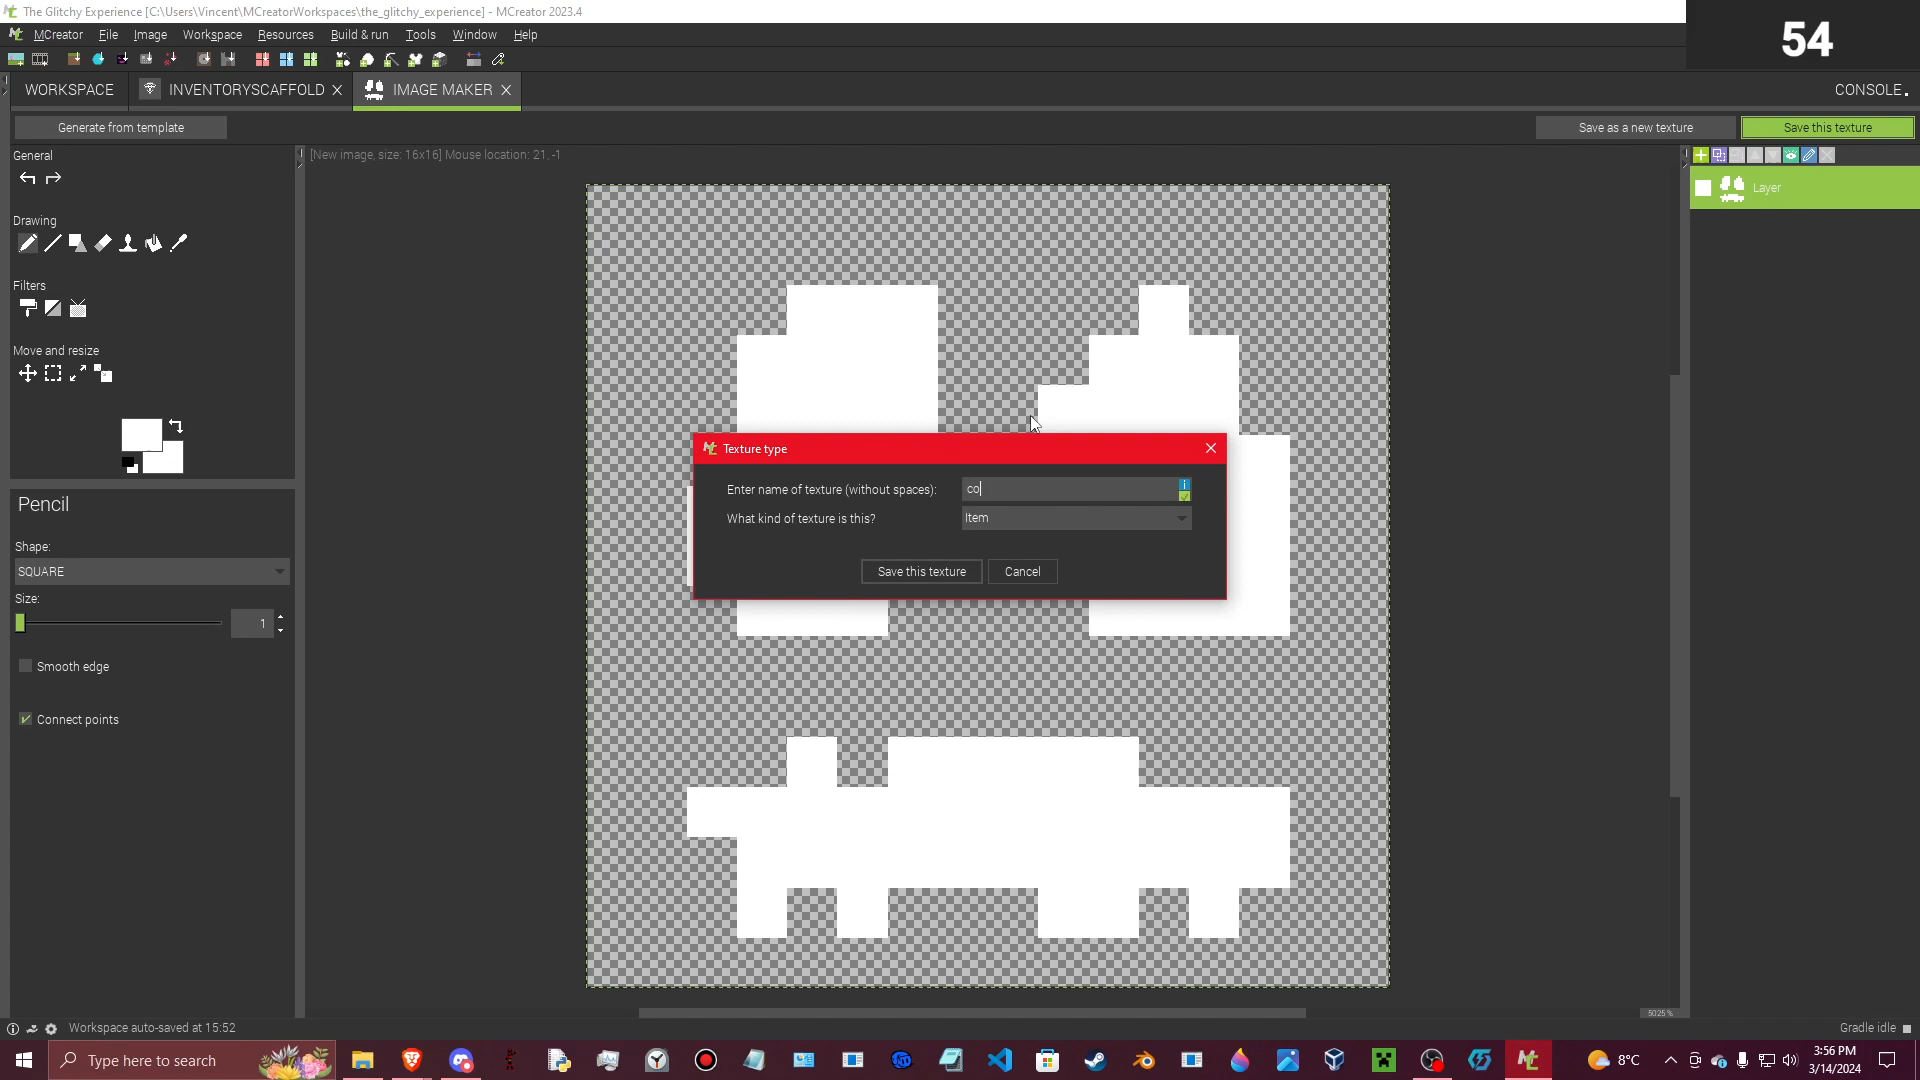 The Glitchy Experience [C:\Users\Vincent\MCreatorWorkspaces\the_glitchy_experience] - MCreator 2023.4
54
MCreator File Image Workspace Resources Build & run Tools Window Help
WORKSPACE INVENTORYSCAFFOLD IMAGE MAKER CONSOLE
Generate from template Save as a new texture Save this texture
General
[New image, size: 16x16] Mouse location: 21, -1
Layer
Drawing
Filters
Move and resize
Texture type
Enter name of texture (without spaces): co
What kind of texture is this? Item
Save this texture Cancel
Pencil
Shape:
SQUARE
Size:
1
Smooth edge
Connect points
5025 %
Workspace auto-saved at 15:52
Gradle idle
Type here to search
8°C
3:56 PM
3/14/2024